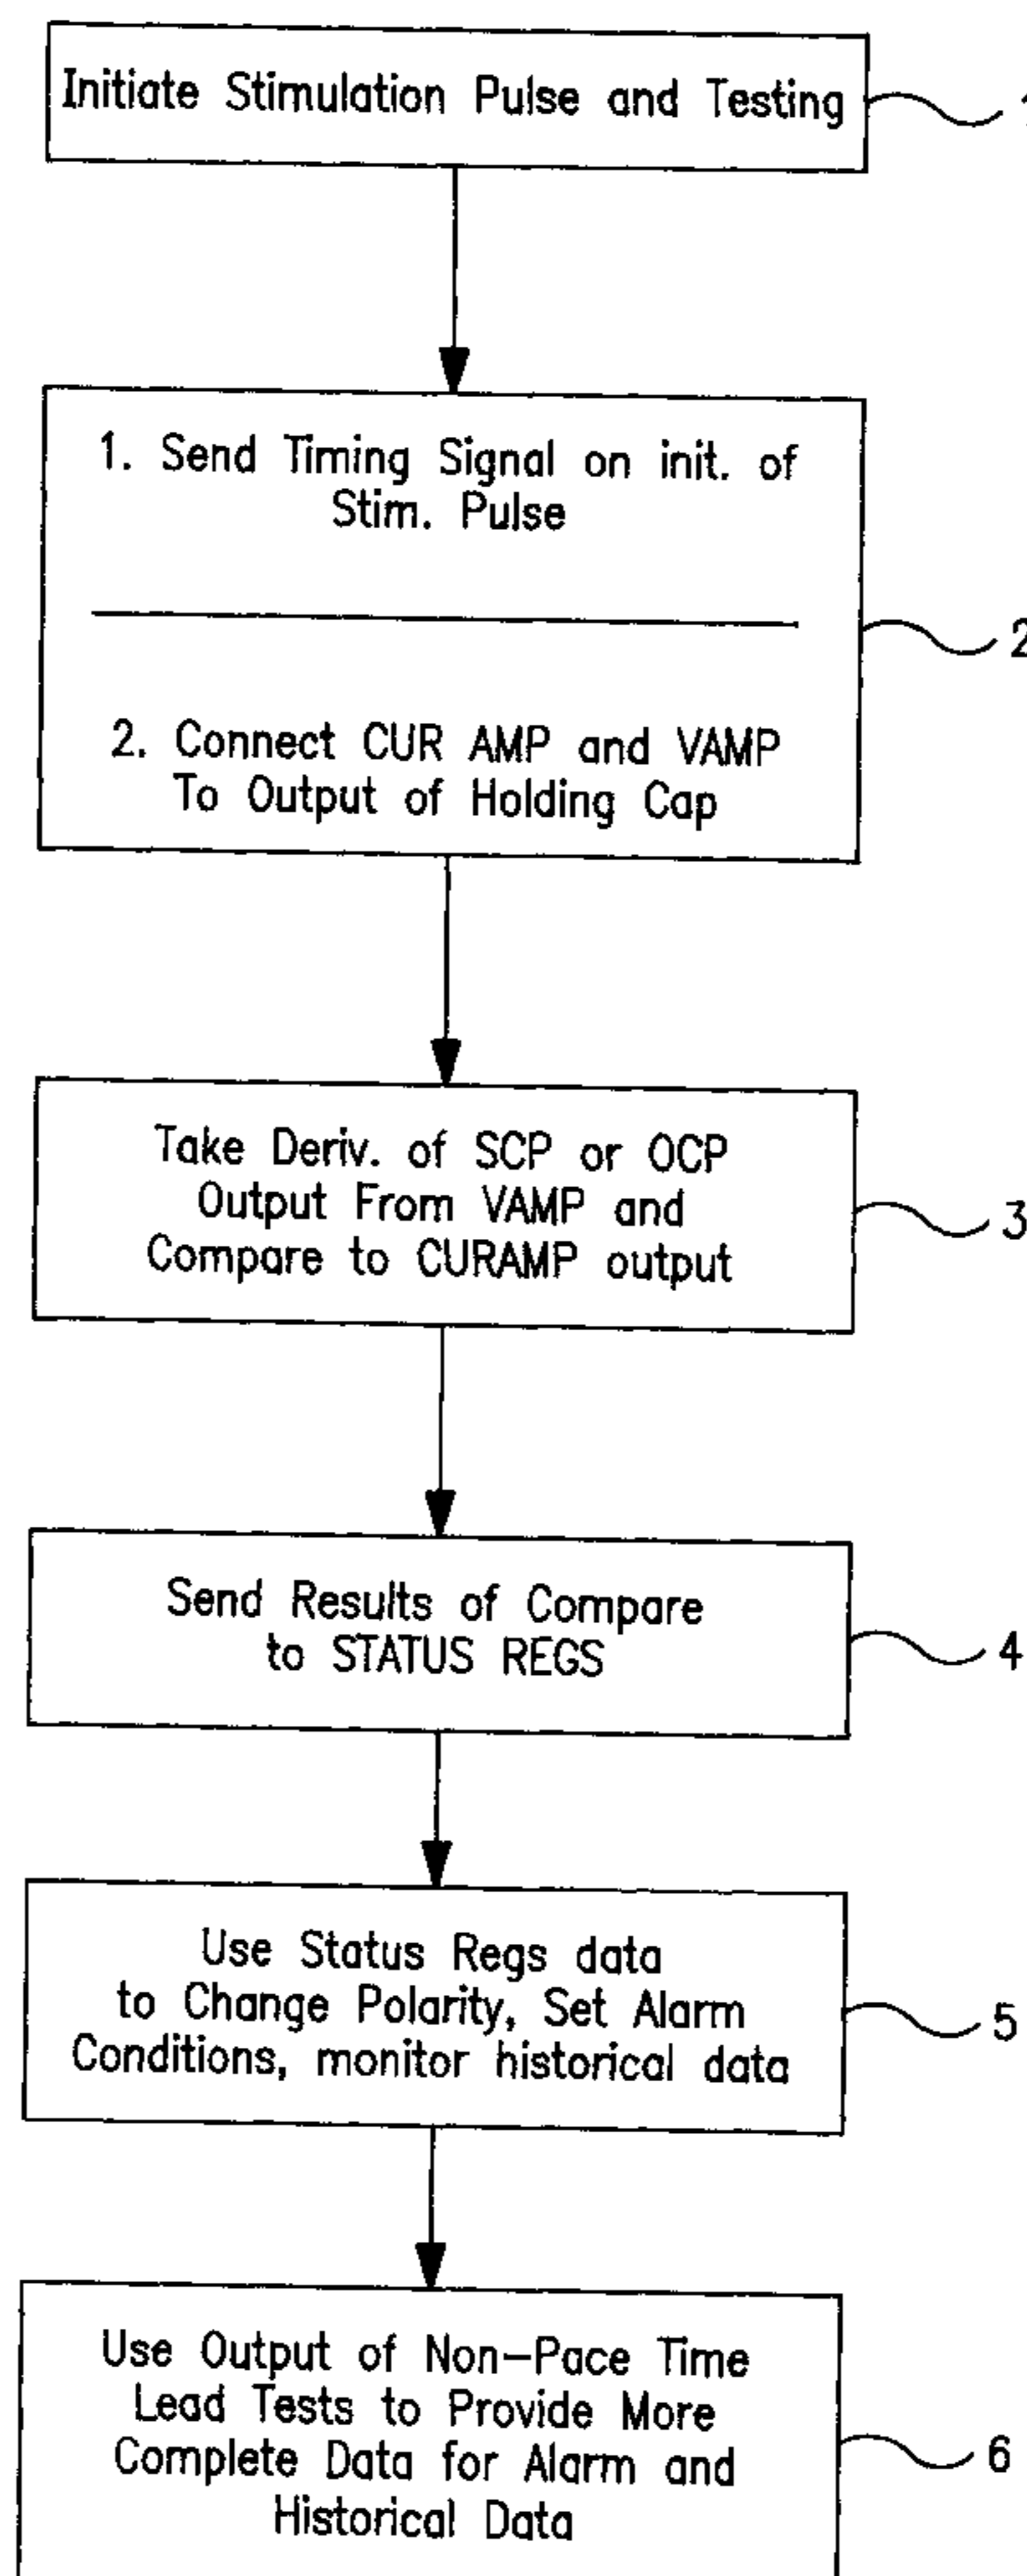 Initiate Stimulation Pulse and Testing
1
1. Send Timing Signal on init. of
Stim. Pulse
2
2. Connect CUR AMP and VAMP
To Output of Holding Cap
Take Deriv. of SCP or OCP
Output From VAMP and
Compare to CURAMP output
3
Send Results of Compare
to STATUS REGS
4
Use Status Regs data
to Change Polarity, Set Alarm
Conditions, monitor historical data
5
Use Output of Non-Pace Time
Lead Tests to Provide More
Complete Data for Alarm and
Historical Data
6